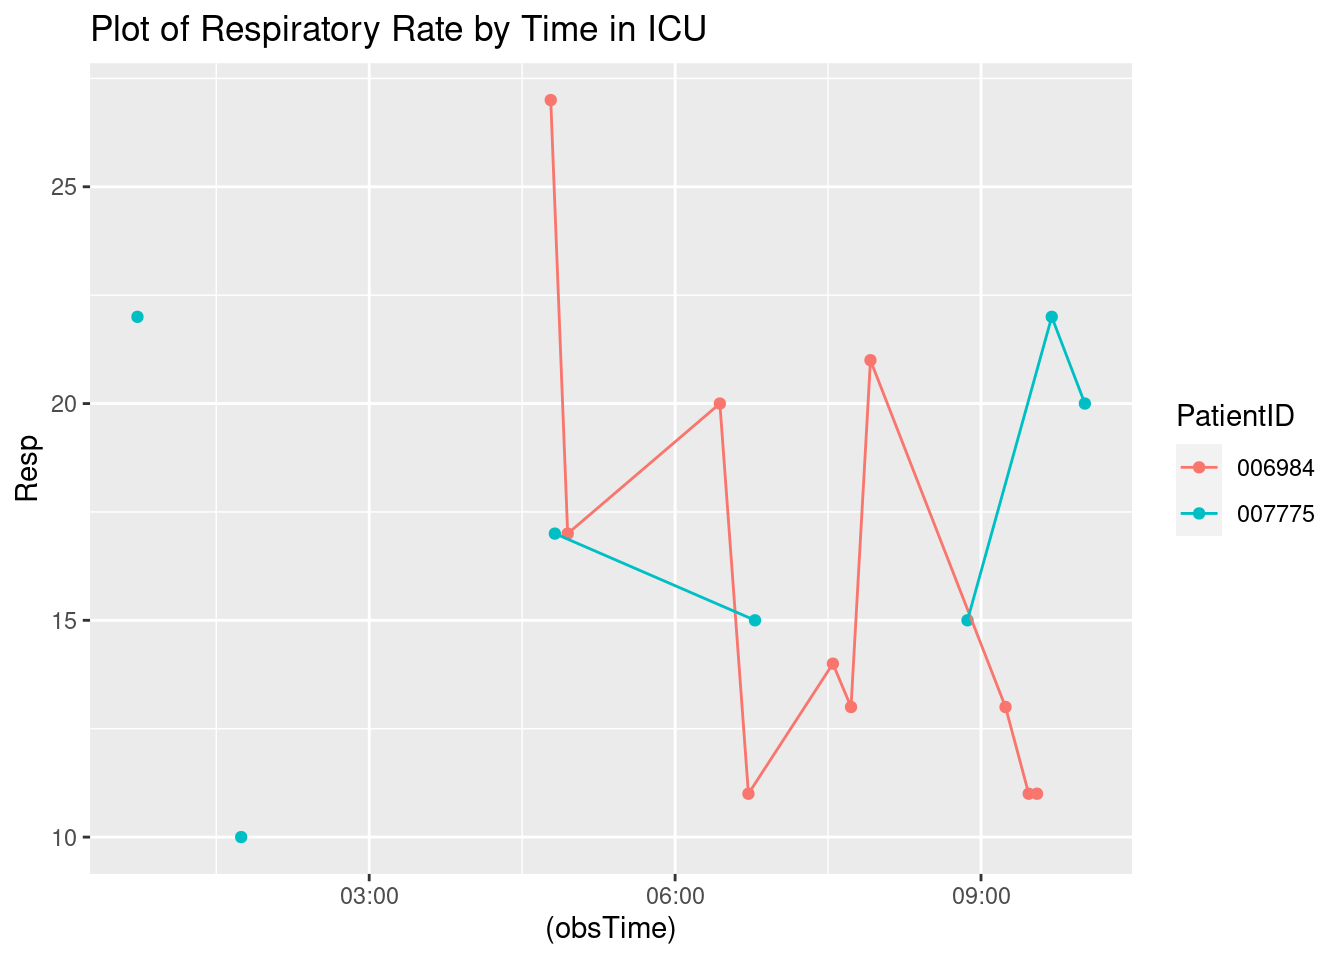 Plot of Respiratory Rate by Time in ICU
Resp
25
20
15
10
03:00 06:00 09:00
(obsTime)
PatientID
006984
007775